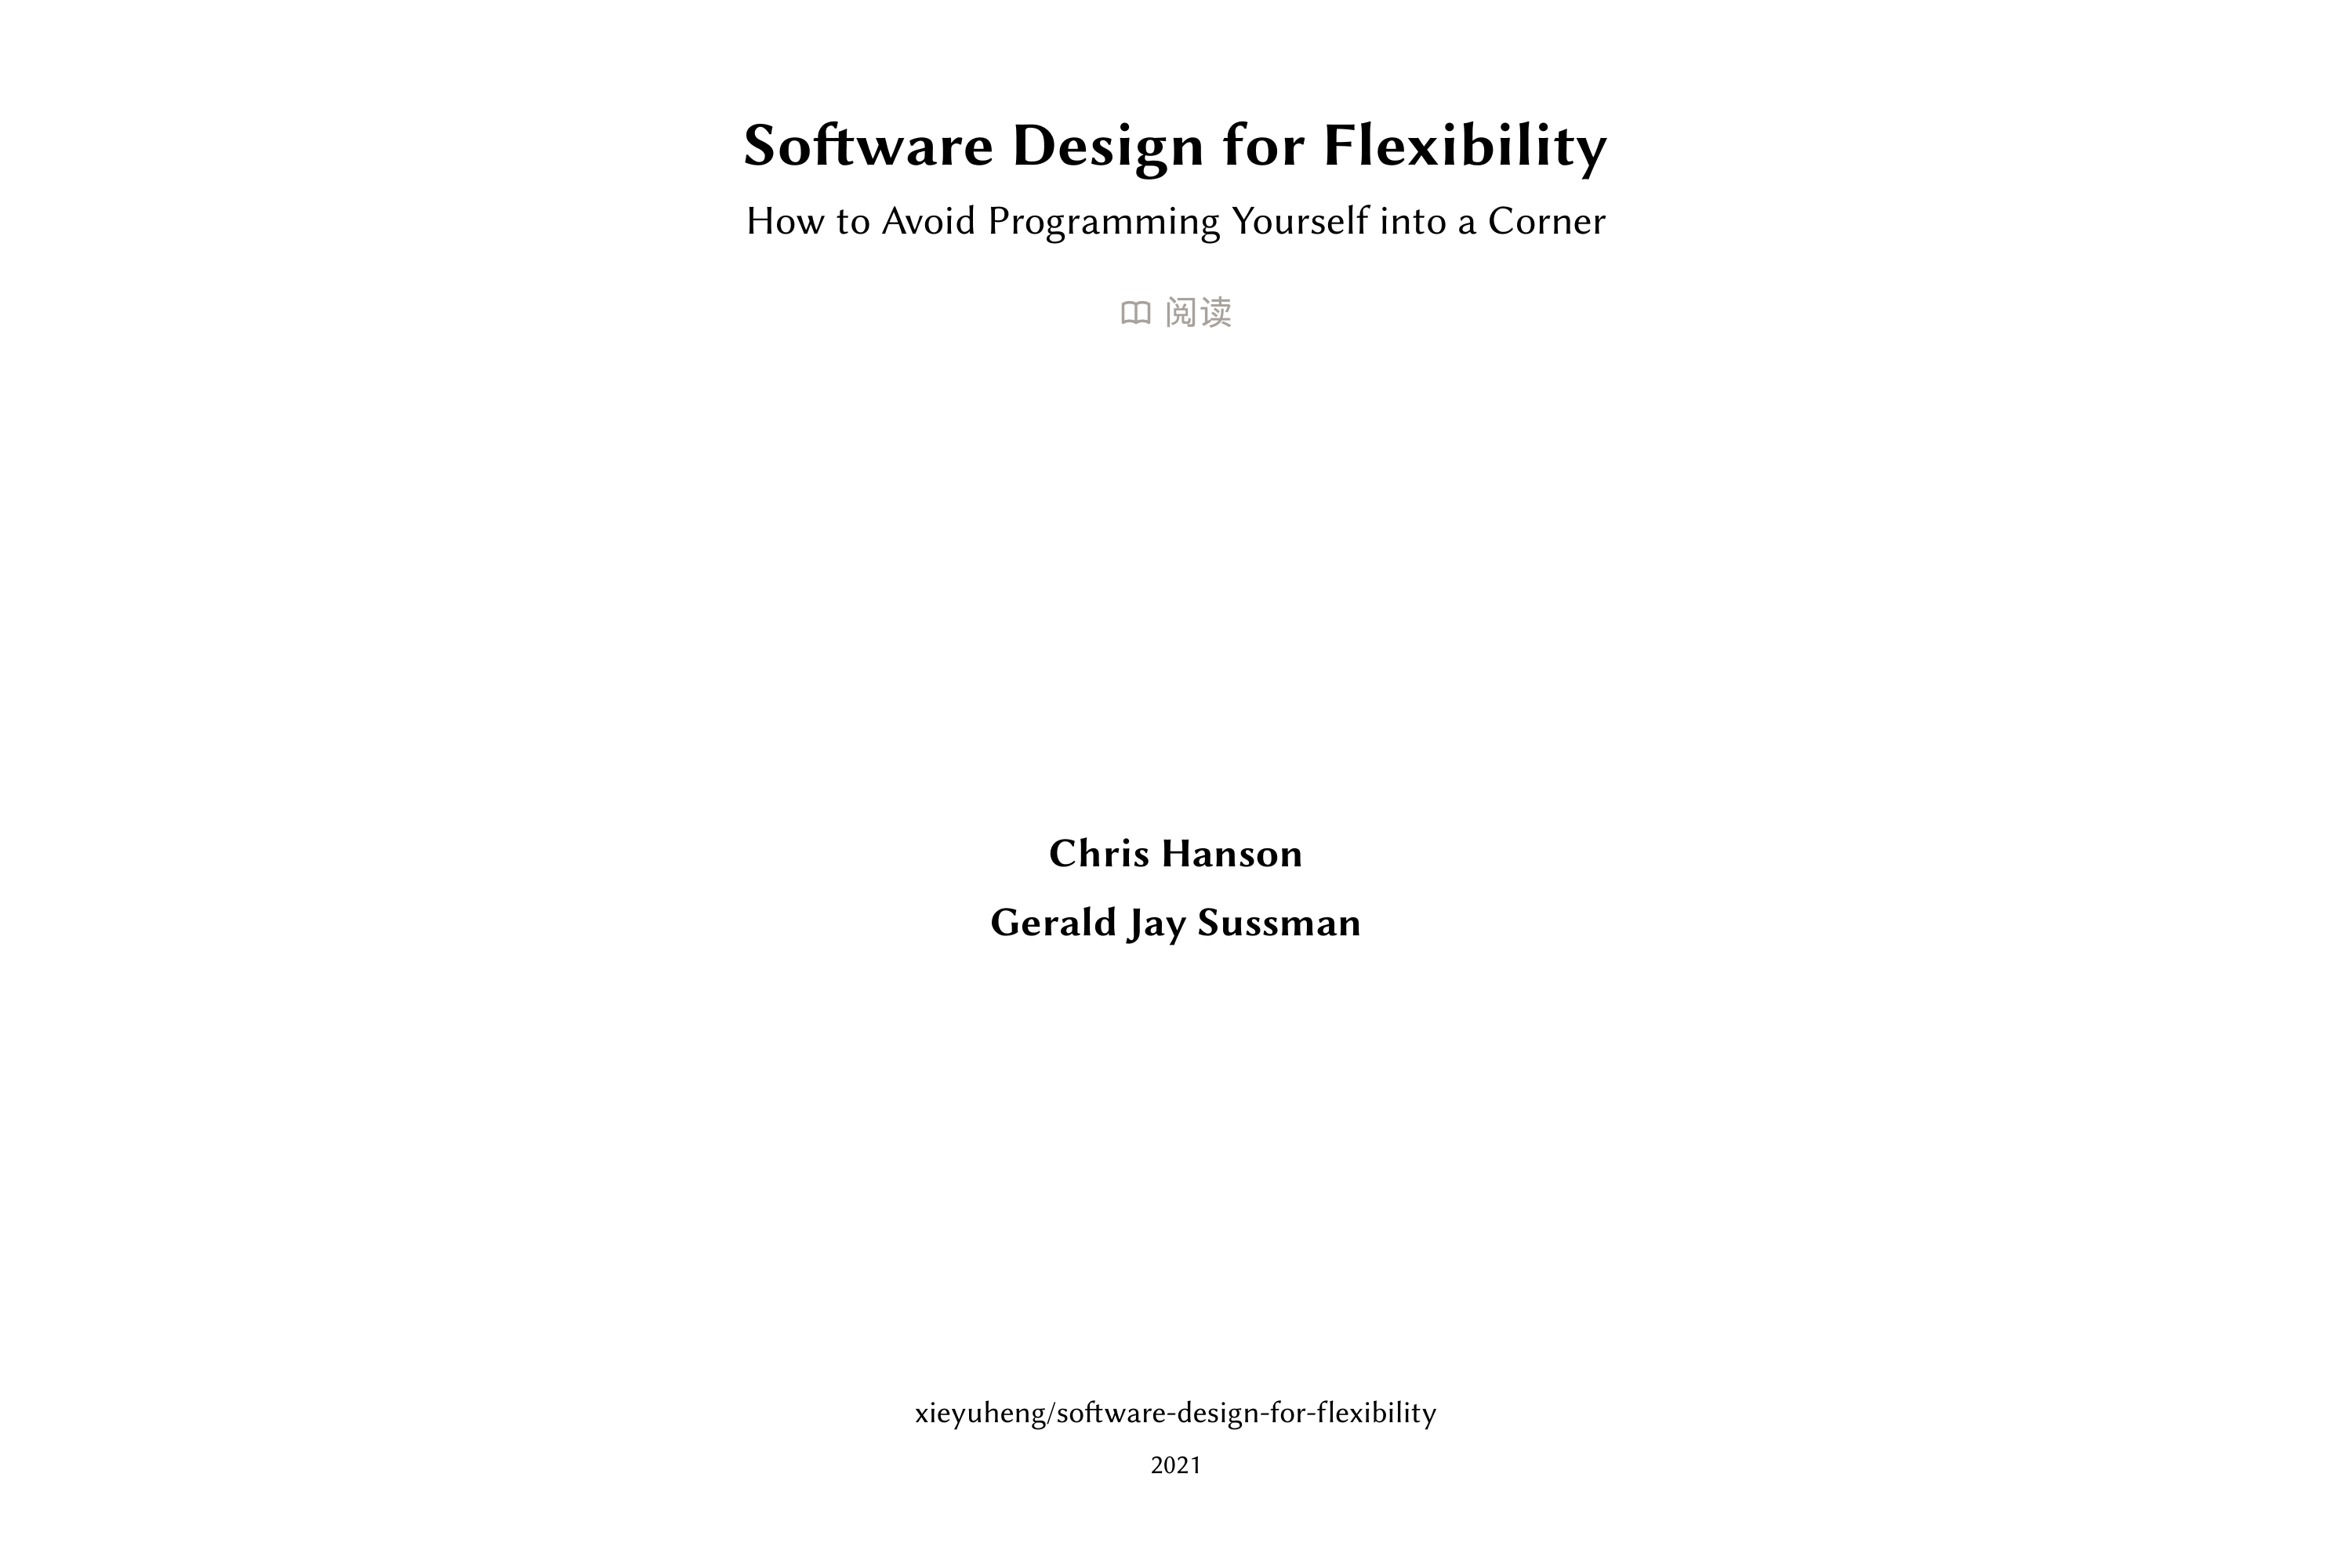 Software Design for Flexibility
How to Avoid Programming Yourself into a Corner
阅读
Chris Hanson
Gerald Jay Sussman
xieyuheng/software-design-for-flexibility
2021